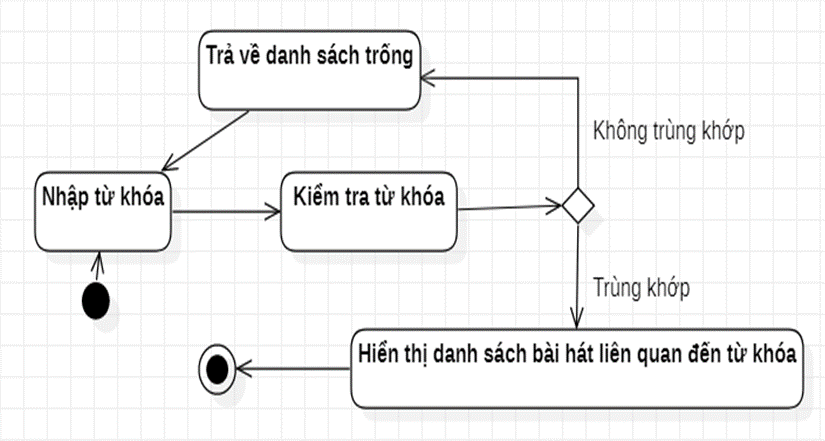 Trả về danh sách trống
Không trùng khớp
Nhập từ khóa
Kiểm tra từ khóa
Trùng khớp
Hiển thị danh sách bài hát liên quan đến từ khóa